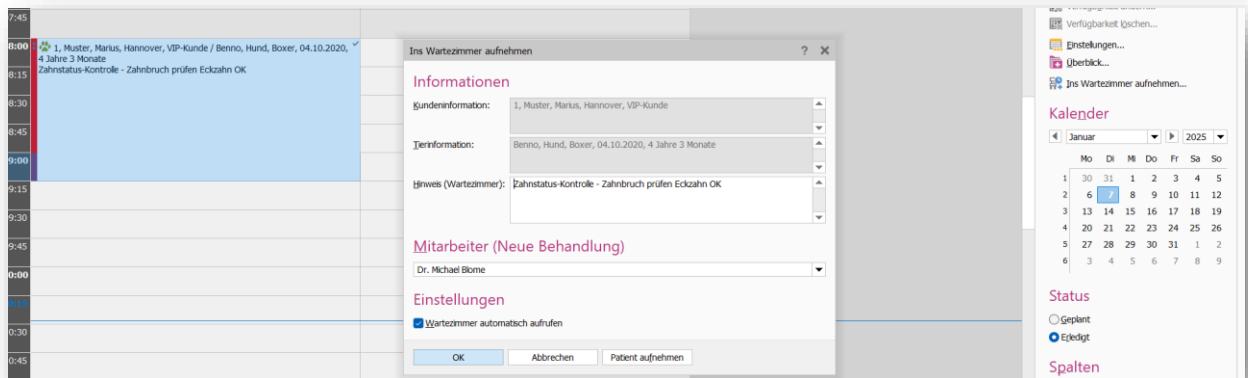 7:45
8:00
8:15
8:30
8:45
9:00
9:15
9:30
9:45
0:00
0:15
0:30
0:45
1, Muster, Marius, Hannover, VIP-Kunde / Benno, Hund, Boxer, 04.10.2020,
4 Jahre 3 Monate
Zahnstatus-Kontrolle - Zahnbruch prüfen Eckzahn OK
Ins Wartezimmer aufnehmen ? ×
Informationen
Kundeninformation: 1, Muster, Marius, Hannover, VIP-Kunde
Tierinformation: Benno, Hund, Boxer, 04.10.2020, 4 Jahre 3 Monate
Hinweis (Wartezimmer): Zahnstatus-Kontrolle - Zahnbruch prüfen Eckzahn OK
Mitarbeiter (Neue Behandlung)
Dr. Michael Blome
Einstellungen
Wartezimmer automatisch aufrufen
OK Abbrechen Patient aufnehmen
Verfügbarkeit löschen...
Einstellungen...
Überblick...
Ins Wartezimmer aufnehmen...
Kalender
Januar 2025
Mo Di Mi Do Fr Sa So
1 30 31 1 2 3 4 5
2 6 7 8 9 10 11 12
3 13 14 15 16 17 18 19
4 20 21 22 23 24 25 26
5 27 28 29 30 31 1 2
6 3 4 5 6 7 8 9
Status
Geplant
Erledigt
Spalten